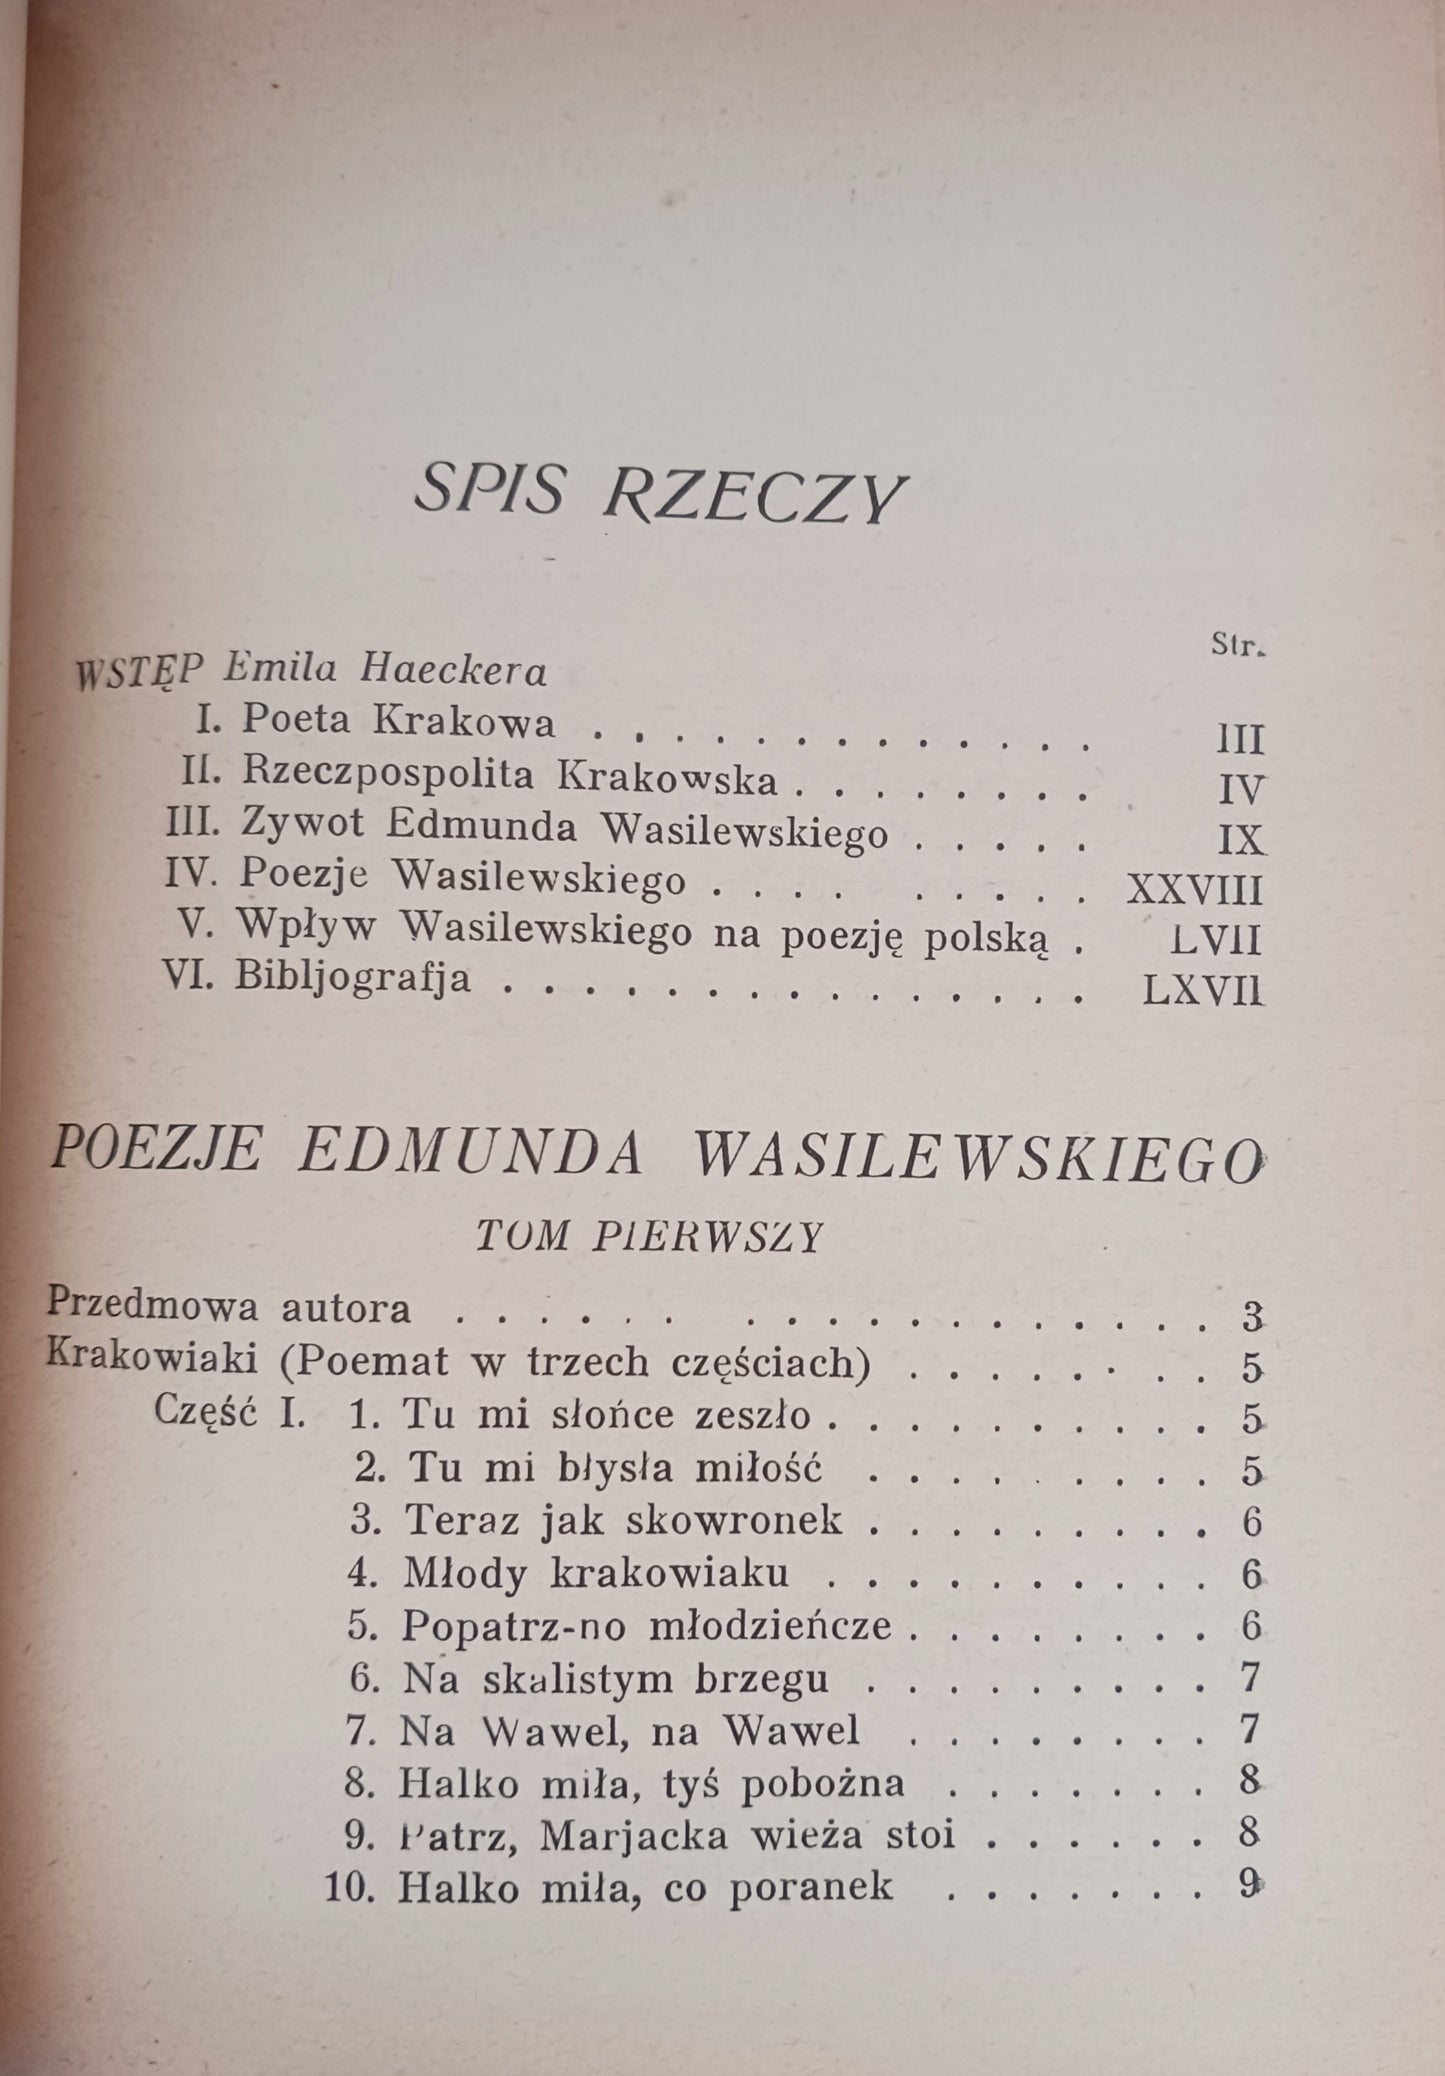 SPIS RZECZY
Str.
WSTĘP Emila Haeckera
I. Poeta Krakowa . . . . . . . . . . . . . III
II. Rzeczpospolita Krakowska . . . . . . . . IV
III. Zywot Edmunda Wasilewskiego . . . . . IX
IV. Poezje Wasilewskiego . . . . . . . . . XXVIII
V. Wpływ Wasilewskiego na poezję polską . LVII
VI. Bibljografja . . . . . . . . . . . . . . . LXVII
POEZJE EDMUNDA WASILEWSKIEGO
TOM PIERWSZY
Przedmowa autora . . . . . . . . . . . . . . . . . . 3
Krakowiaki (Poemat w trzech częściach) . . . . . . . . 5
Część I. 1. Tu mi słońce zeszło . . . . . . . . . . 5
2. Tu mi błysła miłość . . . . . . . . . 5
3. Teraz jak skowronek . . . . . . . . . 6
4. Młody krakowiaku . . . . . . . . . . 6
5. Popatrz-no młodzieńcze . . . . . . . . 6
6. Na skalistym brzegu . . . . . . . . . 7
7. Na Wawel, na Wawel . . . . . . . . 7
8. Halko miła, tyś pobożna . . . . . . . 8
9. Patrz, Marjacka wieża stoi . . . . . . 8
10. Halko miła, co poranek . . . . . . . 9